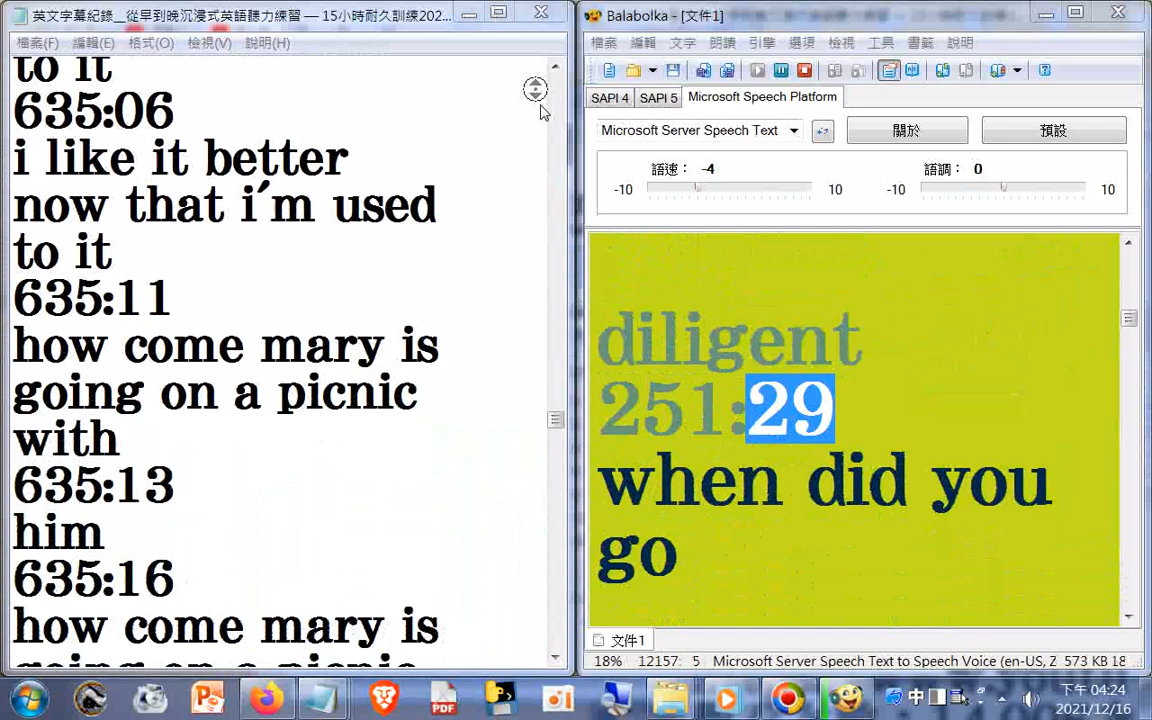 英文字幕紀錄__從早到晚沉浸式英語聽力練習 — 15小時耐久訓練202...
檔案(F) 編輯(E) 格式(O) 檢視(V) 說明(H)
to it
635:06
i like it better
now that i'm used
to it
635:11
how come mary is
going on a picnic
with
635:13
him
635:16
how come mary is
going on a picnic
Balabolka - [文件1]
檔案 編輯 文字 朗讀 引擎 選項 檢視 工具 書籤 說明
SAPI 4 SAPI 5 Microsoft Speech Platform
Microsoft Server Speech Text 關於 預設
語速： -4 語調： 0
-10 10 -10 10
diligent
251:29
when did you
go
文件1
18% 12157: 5 Microsoft Server Speech Text to Speech Voice (en-US, Z 573 KB 18
PDF 中 下午 04:24
2021/12/16